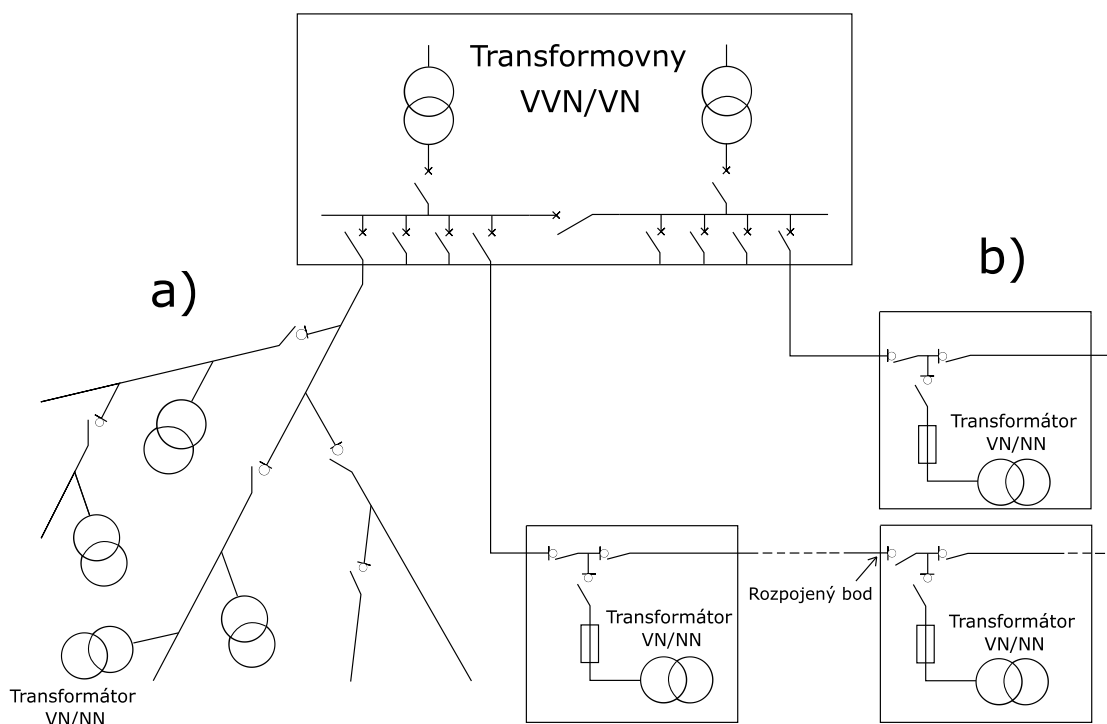 Transformovny
VVN/VN
a)
b)
Transformátor
VN/NN
Rozpojený bod
Transformátor
VN/NN
Transformátor
VN/NN
Transformátor
VN/NN